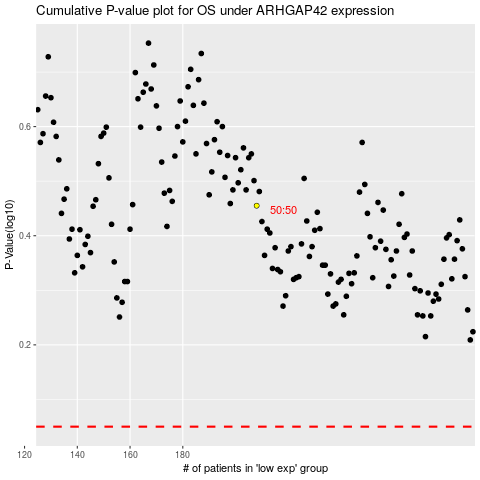 Cumulative P-value plot for OS under ARHGAP42 expression
P-Value(log10)
0.6
0.4
0.2
50:50
120 140 160 180
# of patients in 'low exp' group